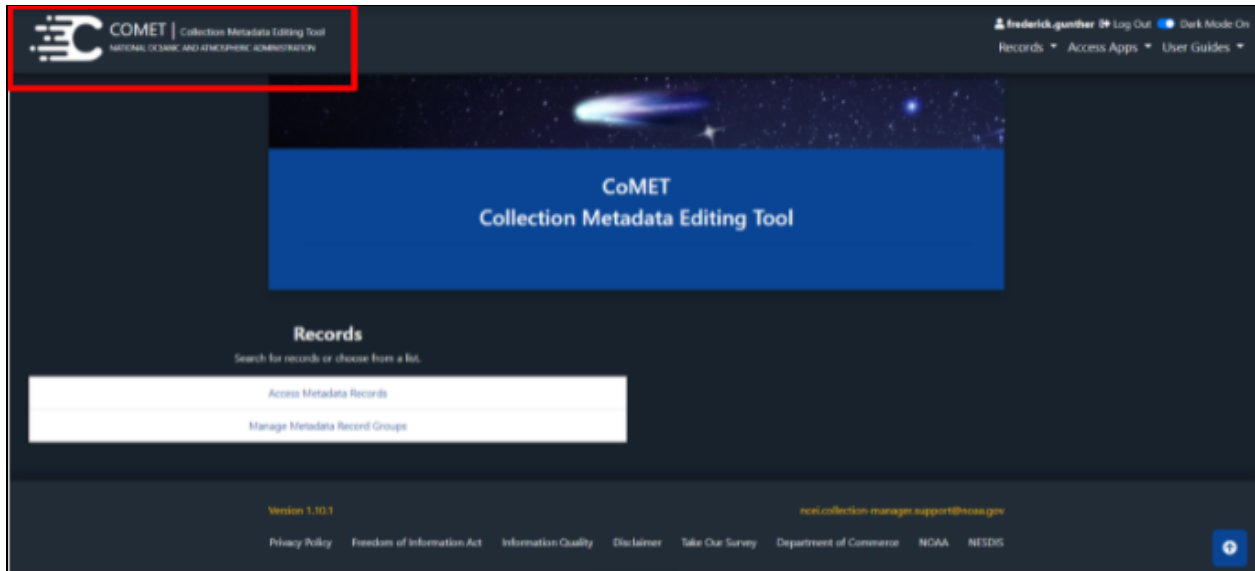 COMET | Collection Metadata Editing Tool
NATIONAL OCEANIC AND ATMOSPHERIC ADMINISTRATION
frederick.gunther Log Out Dark Mode On
Records Access Apps User Guides
CoMET
Collection Metadata Editing Tool
Records
Search for records or choose from a list.
Access Metadata Records
Manage Metadata Record Groups
Version 1.10.1
ncei.collection-manager.support@noaa.gov
Privacy Policy Freedom of Information Act Information Quality Disclaimer Take Our Survey Department of Commerce NOAA NESDIS